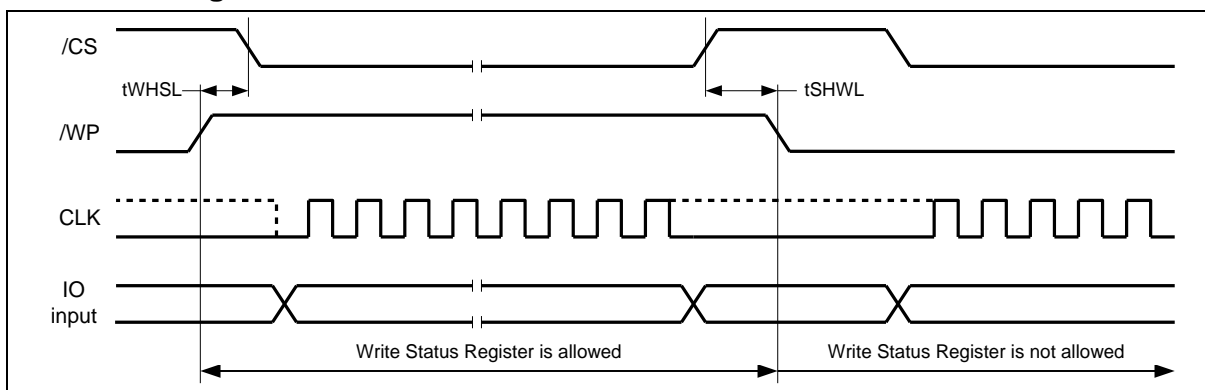 /CS
tWHSL
tSHWL
/WP
CLK
IO
input
Write Status Register is allowed
Write Status Register is not allowed